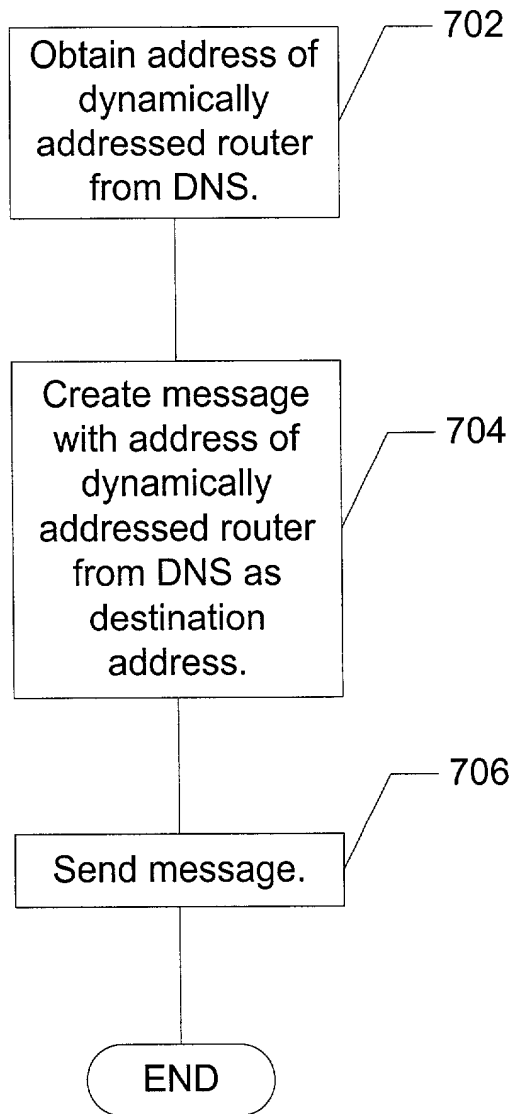 702
Obtain address of
dynamically
addressed router
from DNS.
Create message
with address of
dynamically
addressed router
from DNS as
destination
address.
704
706
Send message.
END